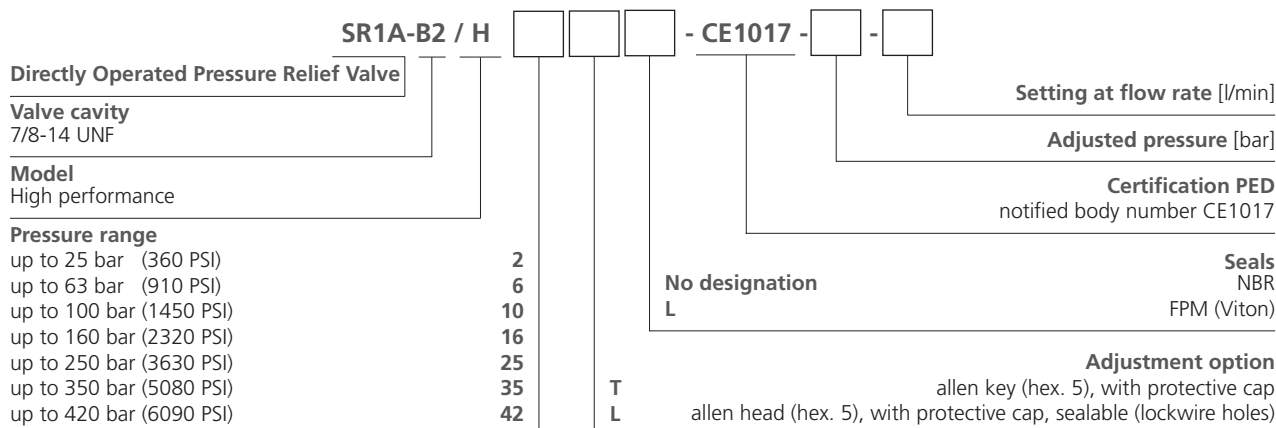 SR1A-B2 / H - CE1017 - -
Directly Operated Pressure Relief Valve
Valve cavity
7/8-14 UNF
Model
High performance
Pressure range
up to 25 bar (360 PSI) 2
up to 63 bar (910 PSI) 6
up to 100 bar (1450 PSI) 10
up to 160 bar (2320 PSI) 16
up to 250 bar (3630 PSI) 25
up to 350 bar (5080 PSI) 35
up to 420 bar (6090 PSI) 42
Setting at flow rate [l/min]
Adjusted pressure [bar]
Certification PED
notified body number CE1017
Seals
No designation NBR
L FPM (Viton)
Adjustment option
T allen key (hex. 5), with protective cap
L allen head (hex. 5), with protective cap, sealable (lockwire holes)